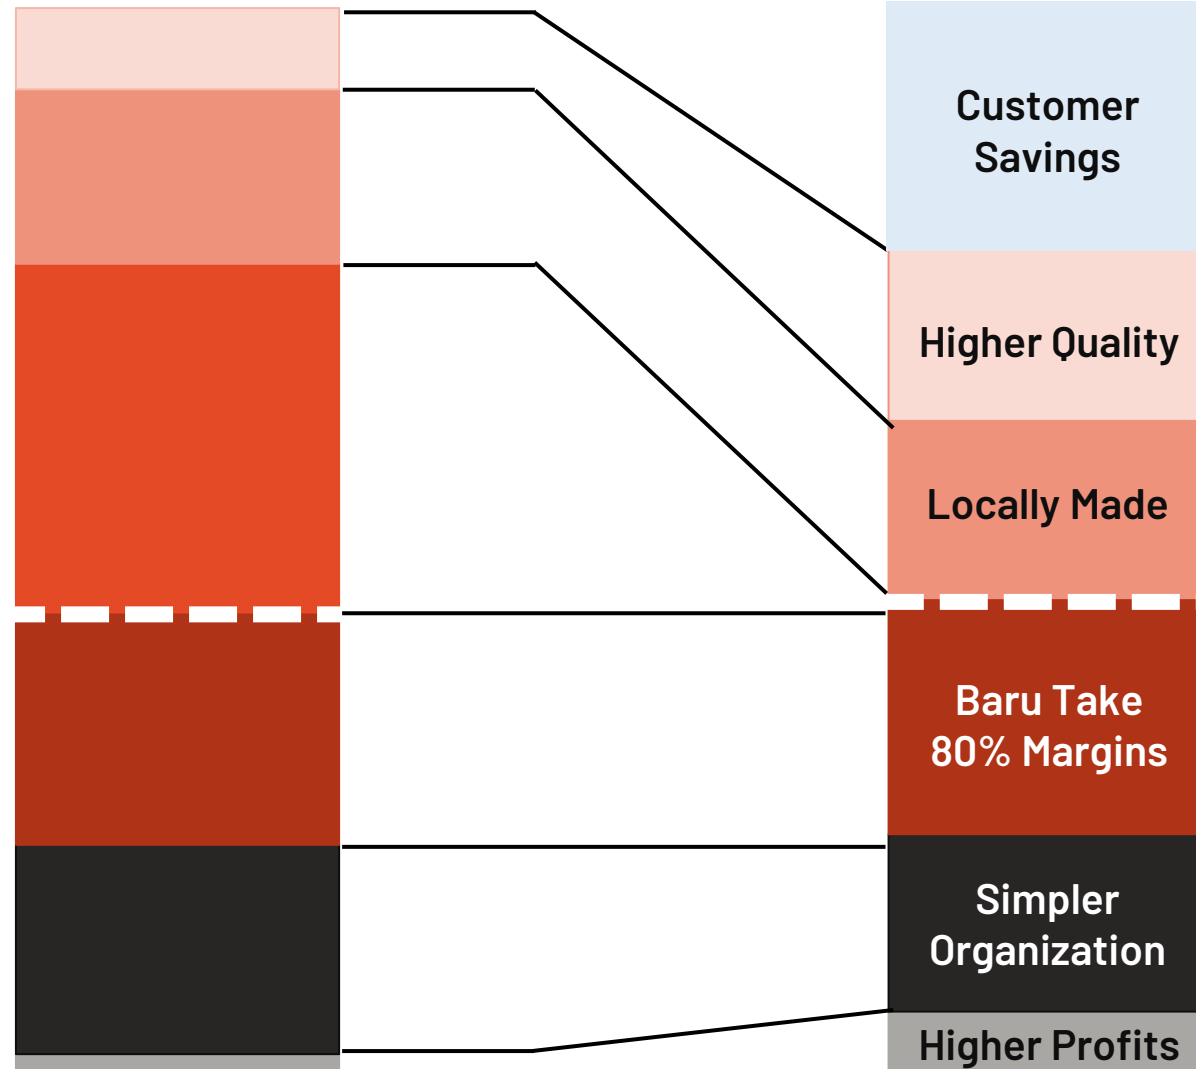 Customer
Savings
Higher Quality
Locally Made
Baru Take
80% Margins
Simpler
Organization
Higher Profits